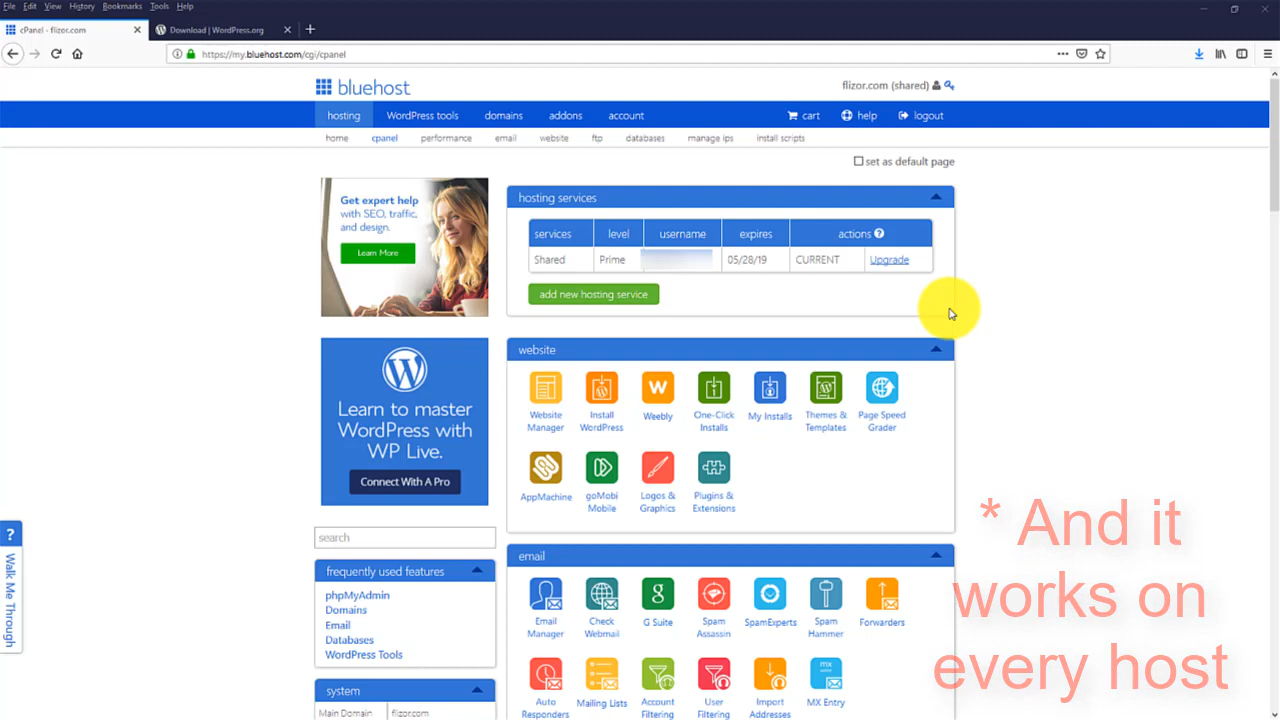 File Edit View History Bookmarks Tools Help
cPanel - flizor.com
Download | WordPress.org
https://my.bluehost.com/cgi/cpanel
bluehost
flizor.com (shared)
hosting WordPress tools domains addons account cart help logout
home cpanel performance email website ftp databases manage ips install scripts
set as default page
Get expert help
with SEO, traffic,
and design.
Learn More
hosting services
services level username expires actions ?
Shared Prime 05/28/19 CURRENT Upgrade
add new hosting service
Learn to master
WordPress with
WP Live.
Connect With A Pro
website
Website
Manager
Install
WordPress
Weebly
One-Click
Installs
My Installs
Themes &
Templates
Page Speed
Grader
AppMachine
goMobi
Mobile
Logos &
Graphics
Plugins &
Extensions
search
frequently used features
phpMyAdmin
Domains
Email
Databases
WordPress Tools
system
Main Domain flizor.com
email
Email
Manager
Check
Webmail
G Suite
Spam
Assassin
SpamExperts
Spam
Hammer
Forwarders
Auto
Responders
Mailing Lists
Account
Filtering
User
Filtering
Import
Addresses
MX Entry
? Walk Me Through
* And it
works on
every host